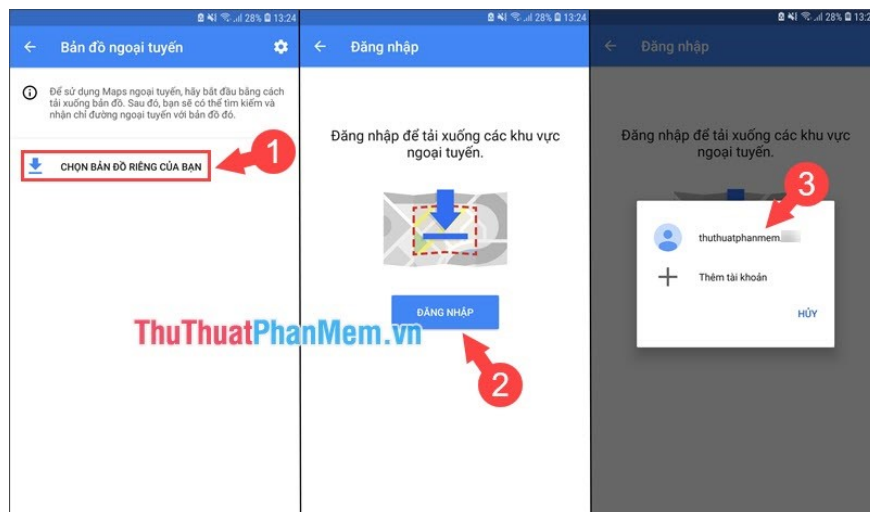 28% 13:24
Bản đồ ngoại tuyến
Để sử dụng Maps ngoại tuyến, hãy bắt đầu bằng cách
tải xuống bản đồ. Sau đó, bạn sẽ có thể tìm kiếm và
nhận chỉ đường ngoại tuyến với bản đồ đó.
CHỌN BẢN ĐỒ RIÊNG CỦA BẠN
1
28% 13:24
Đăng nhập
Đăng nhập để tải xuống các khu vực
ngoại tuyến.
ĐĂNG NHẬP
2
28% 13:2
Đăng nhập
Đăng nhập để tải xuống các khu vực
ngoại tuyến.
3
thuthuatphanmem.
Thêm tài khoản
HỦY
ThuThuatPhanMem.vn